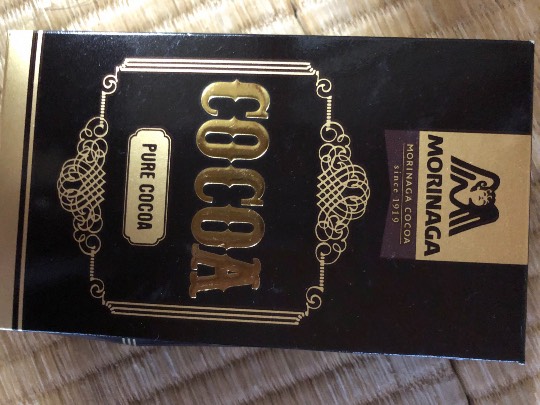 MORINAGA
MORINAGA COCOA
since 1919
COCOA
PURE COCOA